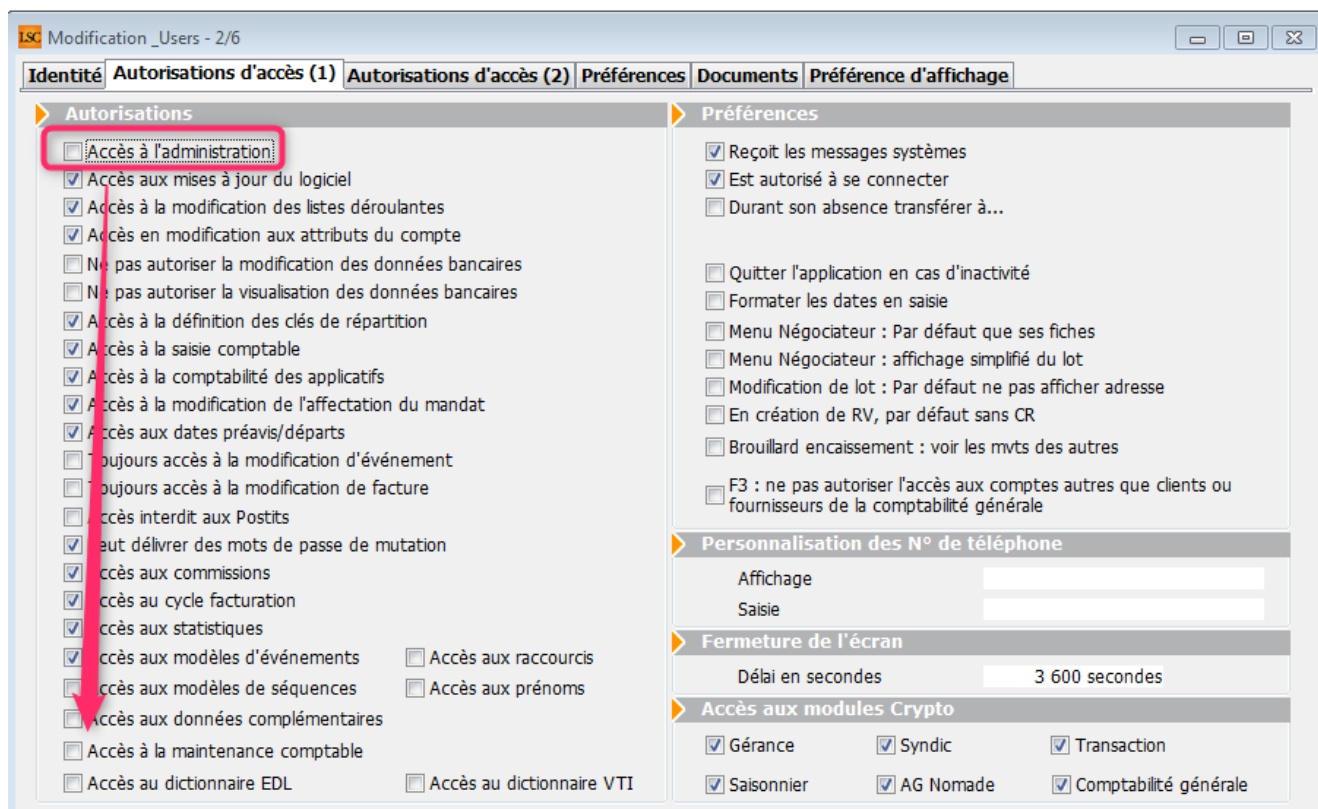 LSC Modification _Users - 2/6
Identité Autorisations d'accès (1) Autorisations d'accès (2) Préférences Documents Préférence d'affichage
Autorisations
Accès à l'administration
Accès aux mises à jour du logiciel
Accès à la modification des listes déroulantes
Accès en modification aux attributs du compte
Ne pas autoriser la modification des données bancaires
Ne pas autoriser la visualisation des données bancaires
Accès à la définition des clés de répartition
Accès à la saisie comptable
Accès à la comptabilité des applicatifs
Accès à la modification de l'affectation du mandat
Accès aux dates préavis/départs
Toujours accès à la modification d'événement
Toujours accès à la modification de facture
Accès interdit aux Postits
Peut délivrer des mots de passe de mutation
Accès aux commissions
Accès au cycle facturation
Accès aux statistiques
Accès aux modèles d'événements Accès aux raccourcis
Accès aux modèles de séquences Accès aux prénoms
Accès aux données complémentaires
Accès à la maintenance comptable
Accès au dictionnaire EDL Accès au dictionnaire VTI
Préférences
Reçoit les messages systèmes
Est autorisé à se connecter
Durant son absence transférer à...
Quitter l'application en cas d'inactivité
Formater les dates en saisie
Menu Négociateur : Par défaut que ses fiches
Menu Négociateur : affichage simplifié du lot
Modification de lot : Par défaut ne pas afficher adresse
En création de RV, par défaut sans CR
Brouillard encaissement : voir les mvts des autres
F3 : ne pas autoriser l'accès aux comptes autres que clients ou
fournisseurs de la comptabilité générale
Personnalisation des N° de téléphone
Affichage
Saisie
Fermeture de l'écran
Délai en secondes 3 600 secondes
Accès aux modules Crypto
Gérance Syndic Transaction
Saisonnier AG Nomade Comptabilité générale